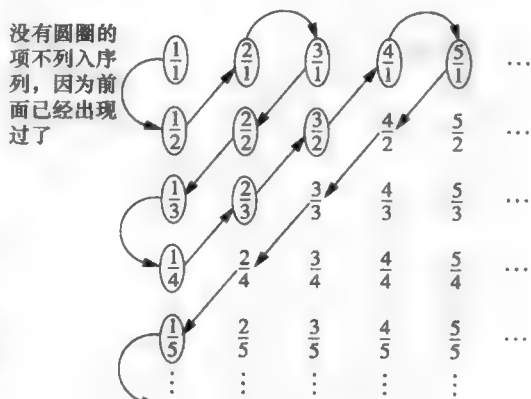 没有圆圈的
项不列入序
列，因为前
面已经出现
过了
1/1 2/1 3/1 4/1 5/1 …
1/2 2/2 3/2 4/2 5/2 …
1/3 2/3 3/3 4/3 5/3 …
1/4 2/4 3/4 4/4 5/4 …
1/5 2/5 3/5 4/5 5/5 …
⋮ ⋮ ⋮ ⋮ ⋮